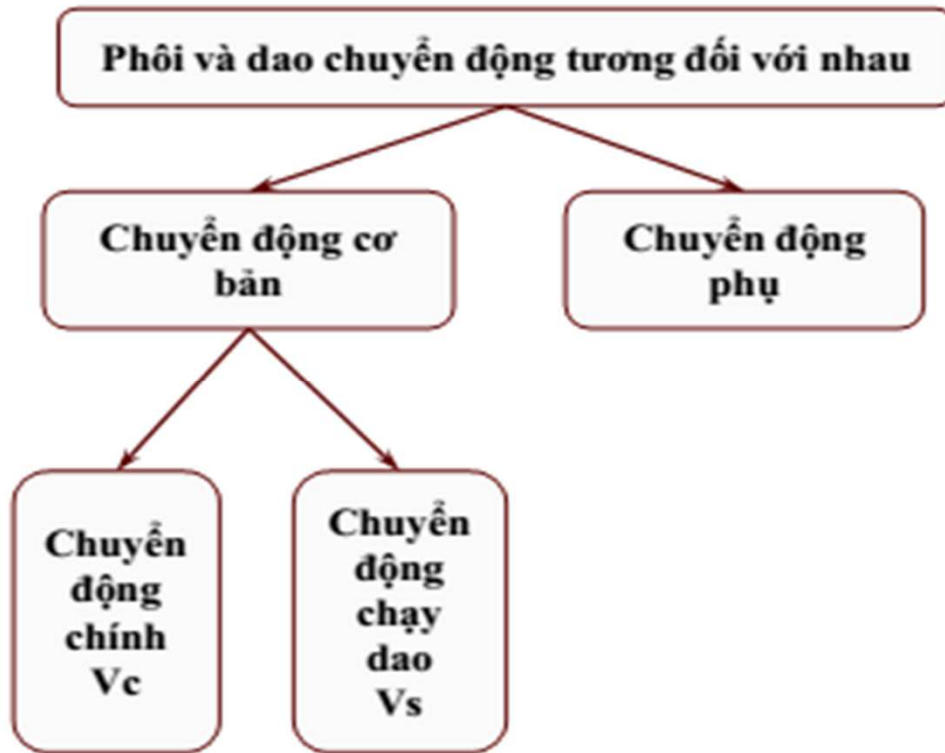 Phôi và dao chuyển động tương đối với nhau
Chuyển động cơ
bản
Chuyển động
phụ
Chuyển
động
chính
Vc
Chuyển
động
chạy
dao
Vs